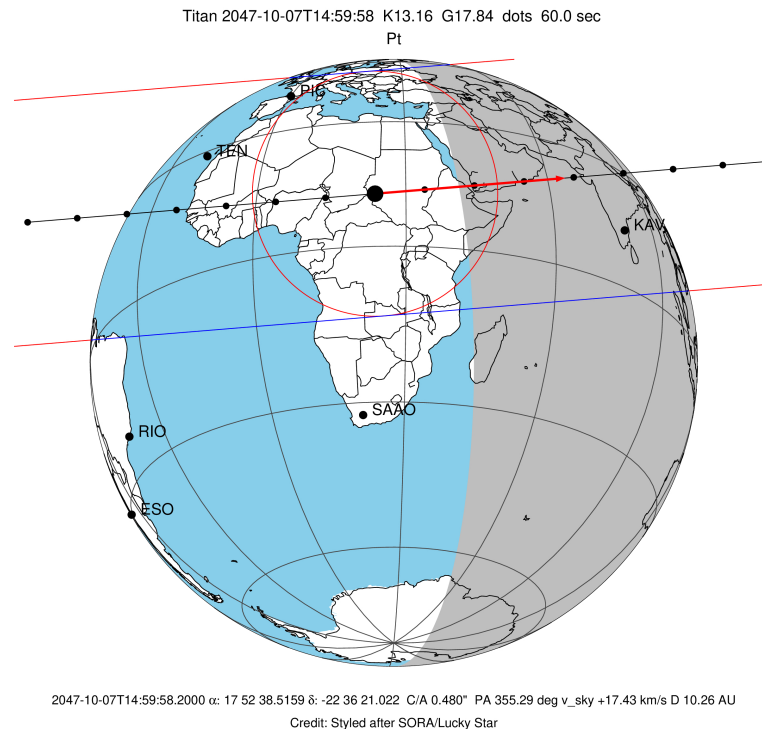 Titan 2047-10-07T14:59:58 K13.16 G17.84 dots 60.0 sec
Pt
PIC
TEN
KAV
SAAO
RIO
ESO
2047-10-07T14:59:58.2000 α: 17 52 38.5159 δ: -22 36 21.022 C/A 0.480" PA 355.29 deg v_sky +17.43 km/s D 10.26 AU
Credit: Styled after SORA/Lucky Star